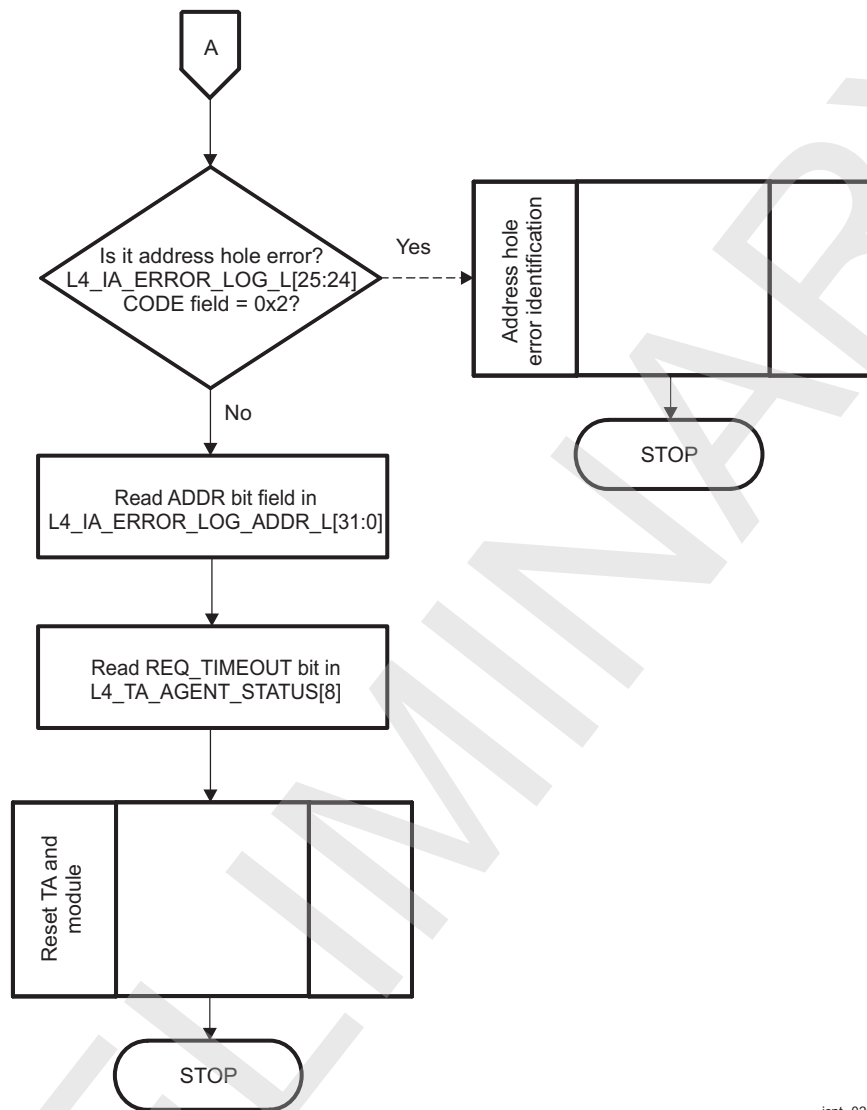 A
Is it address hole error?
L4_IA_ERROR_LOG_L[25:24]
CODE field = 0x2?
Yes
Address hole
error identification
STOP
No
Read ADDR bit field in
L4_IA_ERROR_LOG_ADDR_L[31:0]
Read REQ_TIMEOUT bit in
L4_TA_AGENT_STATUS[8]
Reset TA and
module
STOP